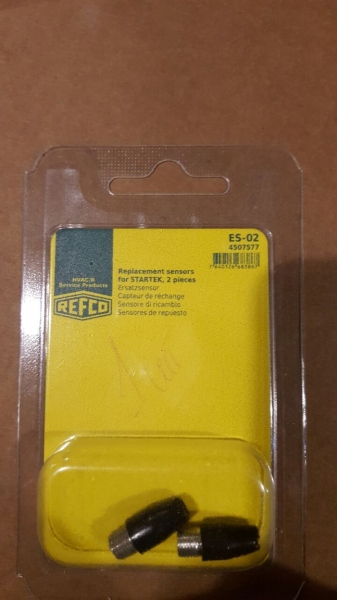 ES-02
4507577
HVAC/R
Service Products
REFCO
Replacement sensors
for STARTEK, 2 pieces
Ersatzsensor
Capteur de réchange
Sensore di ricambio
Sensores de repuesto